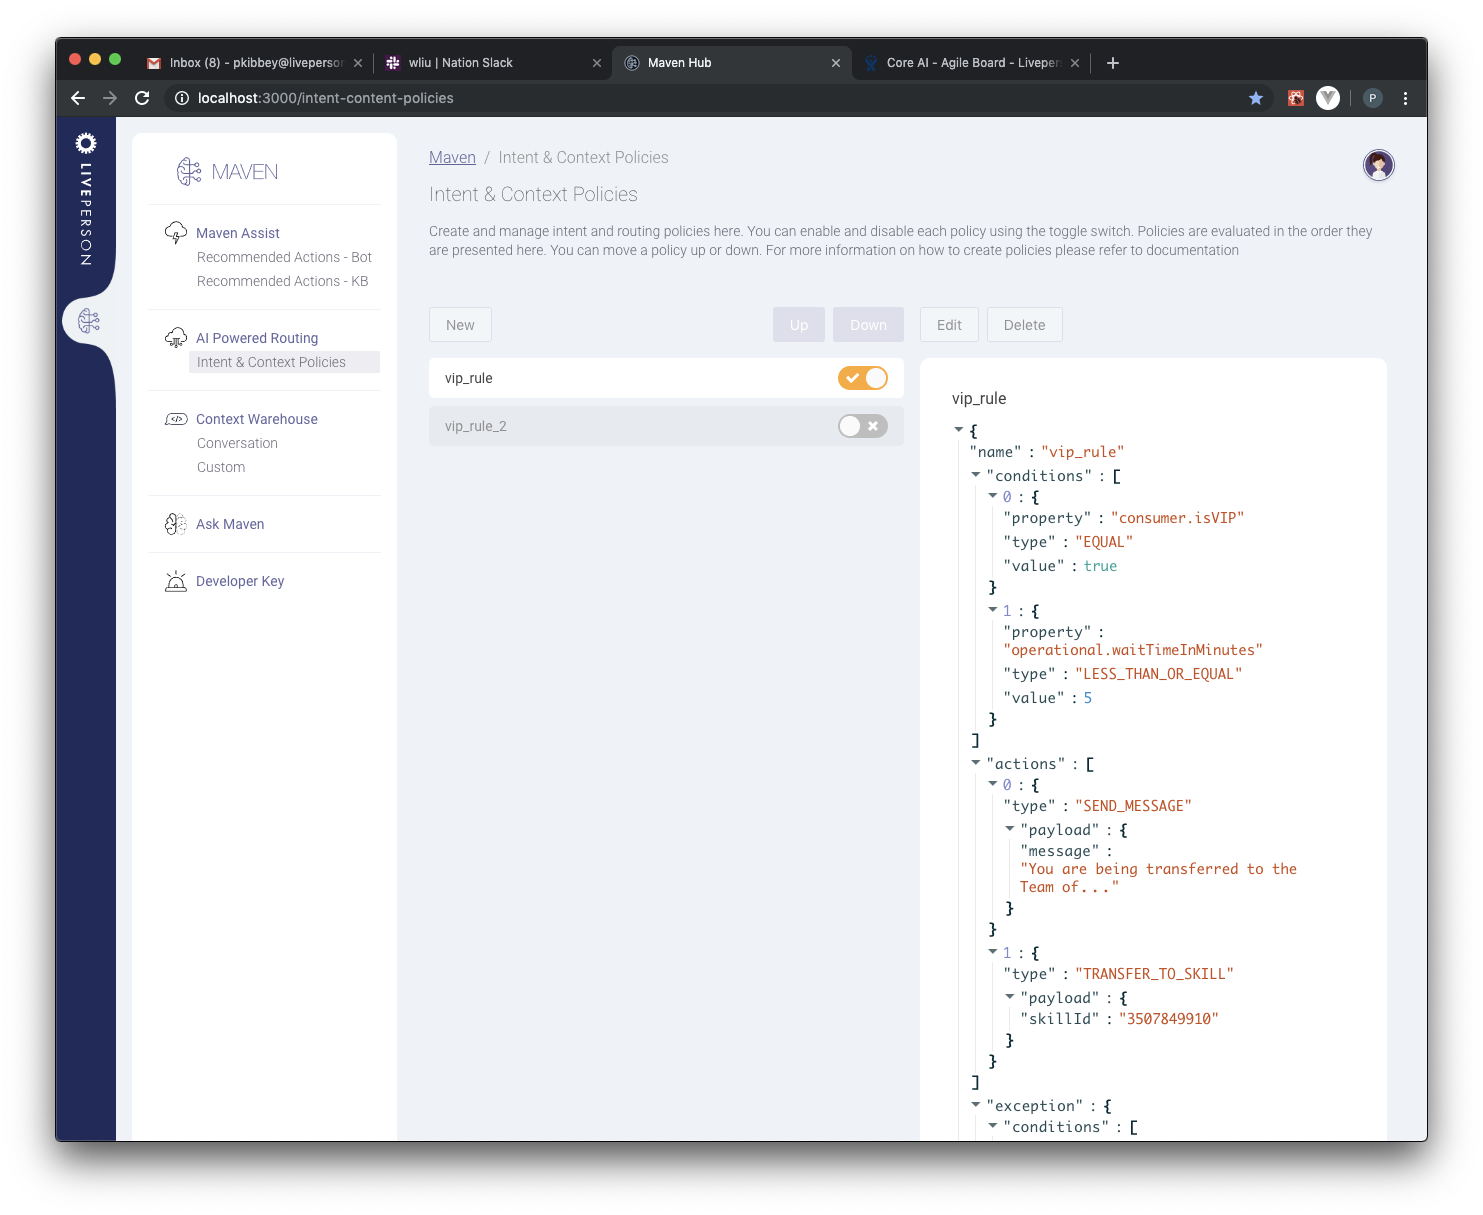 Inbox (8) - pkibbey@liveperson
wliu | Nation Slack
Maven Hub
Core AI - Agile Board - Liveper
localhost:3000/intent-content-policies
P
LIVEPERSON
MAVEN
Maven Assist
Recommended Actions - Bot
Recommended Actions - KB
AI Powered Routing
Intent & Context Policies
Context Warehouse
Conversation
Custom
Ask Maven
Developer Key
Maven / Intent & Context Policies
Intent & Context Policies
Create and manage intent and routing policies here. You can enable and disable each policy using the toggle switch. Policies are evaluated in the order they
are presented here. You can move a policy up or down. For more information on how to create policies please refer to documentation
New
Up
Down
Edit
Delete
vip_rule
vip_rule_2
vip_rule
{
"name" : "vip_rule"
"conditions" : [
0 : {
"property" : "consumer.isVIP"
"type" : "EQUAL"
"value" : true
}
1 : {
"property" :
"operational.waitTimeInMinutes"
"type" : "LESS_THAN_OR_EQUAL"
"value" : 5
}
]
"actions" : [
0 : {
"type" : "SEND_MESSAGE"
"payload" : {
"message" :
"You are being transferred to the
Team of..."
}
}
1 : {
"type" : "TRANSFER_TO_SKILL"
"payload" : {
"skillId" : "3507849910"
}
}
]
"exception" : {
"conditions" : [